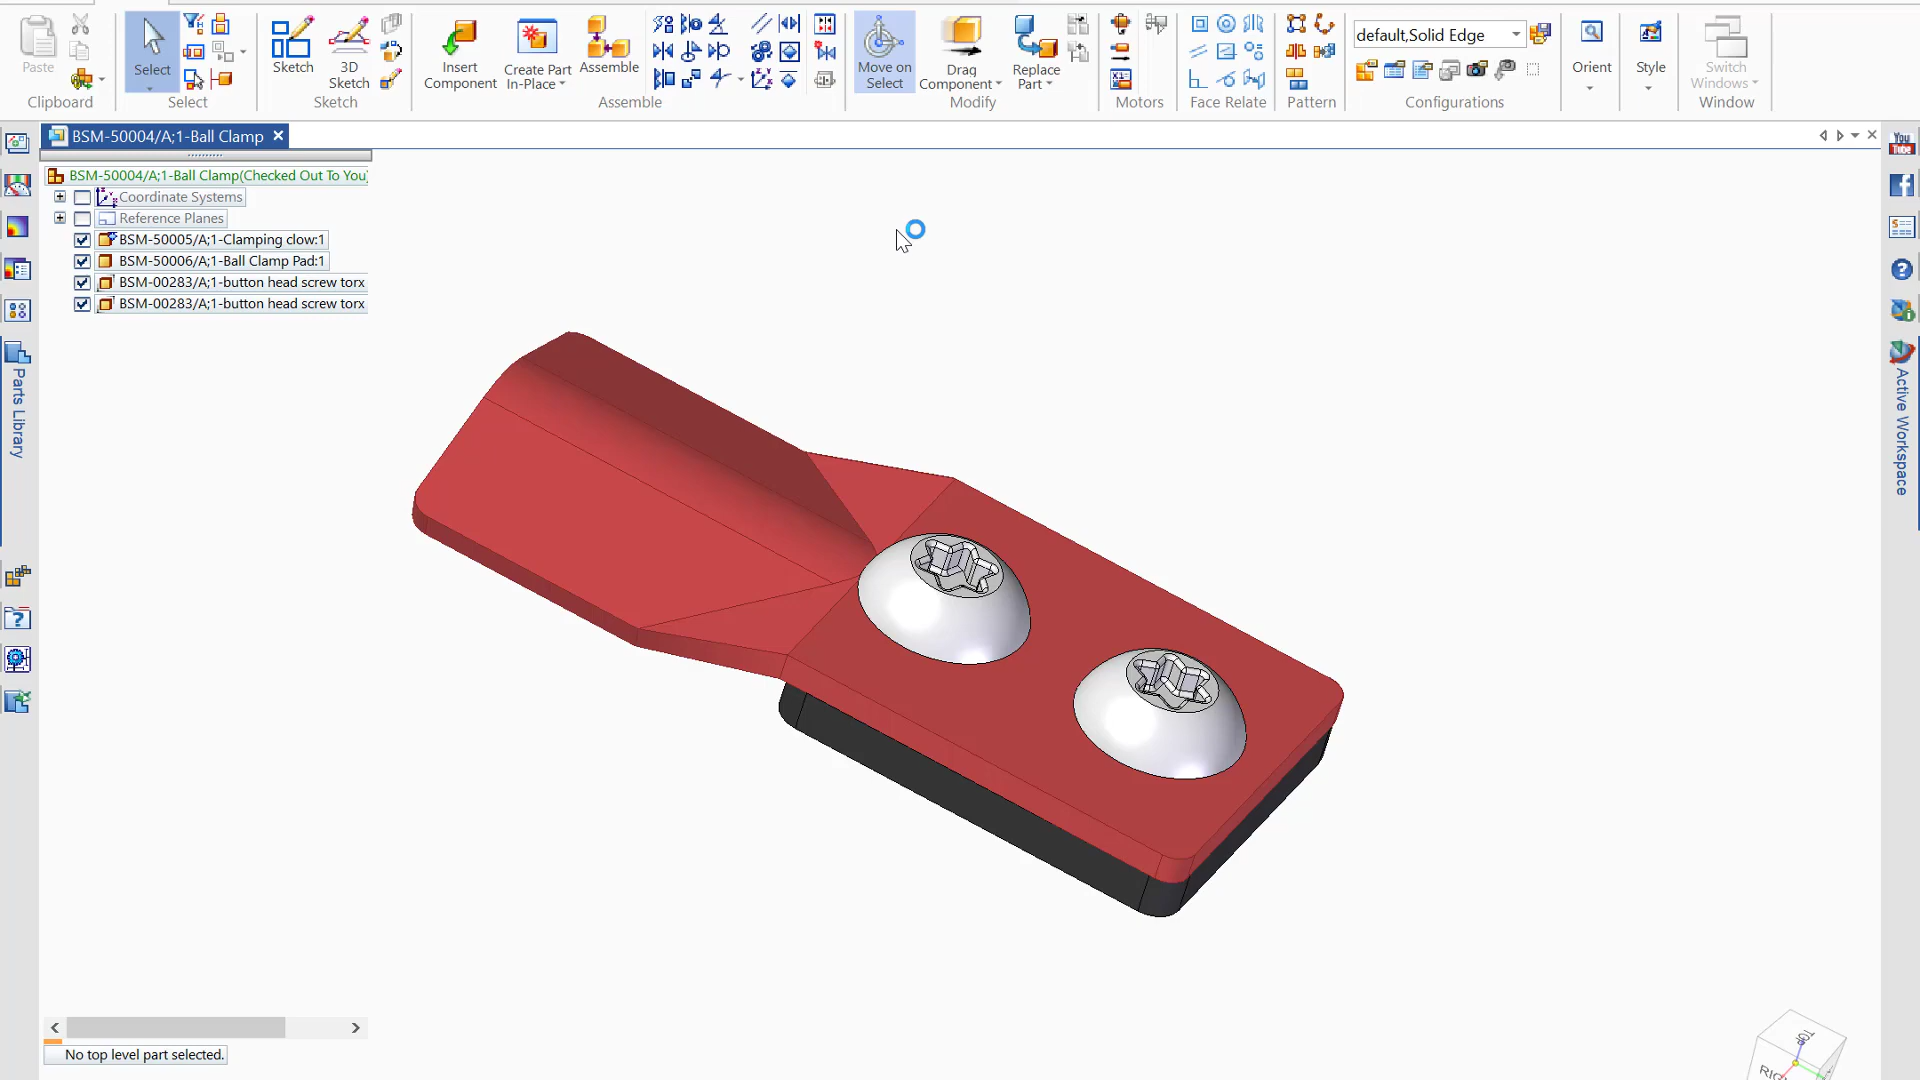 Paste
Clipboard
Select
Select
Sketch
3D
Sketch
Sketch
Insert
Component
Create Part
In-Place
Assemble
Assemble
Move on
Select
Drag
Component
Replace
Part
Modify
Motors
Face Relate
Pattern
default,Solid Edge
Configurations
Orient
Style
Switch
Windows
Window
BSM-50004/A;1-Ball Clamp
BSM-50004/A;1-Ball Clamp(Checked Out To You)
Coordinate Systems
Reference Planes
BSM-50005/A;1-Clamping clow:1
BSM-50006/A;1-Ball Clamp Pad:1
BSM-00283/A;1-button head screw torx
BSM-00283/A;1-button head screw torx
Parts Library
You
Tube
Active Workspace
No top level part selected.
TOP